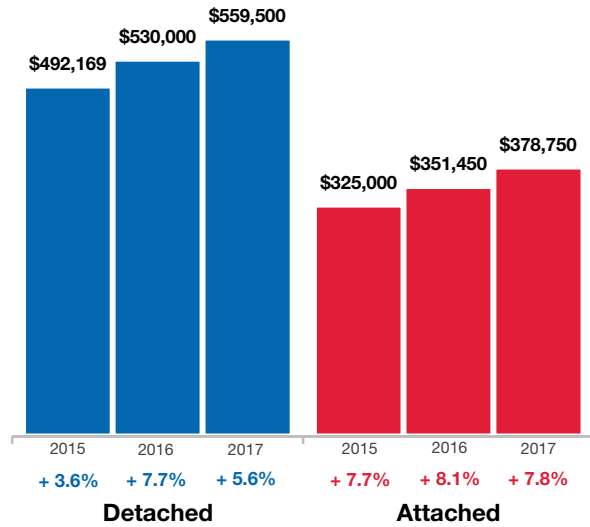 $559,500
$530,000
$492,169
$378,750
$351,450
$325,000
2015 2016 2017 2015 2016 2017
+ 3.6% + 7.7% + 5.6% + 7.7% + 8.1% + 7.8%
Detached Attached